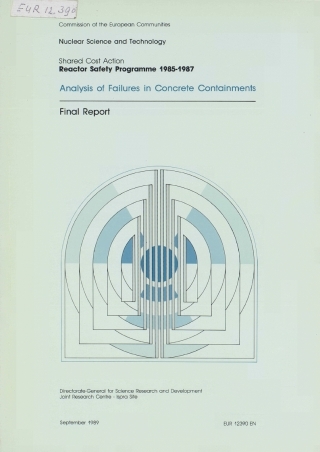 EUR 12390
Commission of the European Communities
Nuclear Science and Technology
Shared Cost Action
Reactor Safety Programme 1985-1987
Analysis of Failures in Concrete Containments
Final Report
Directorate-General for Science Research and Development
Joint Research Centre - Ispra Site
September 1989
EUR 12390 EN